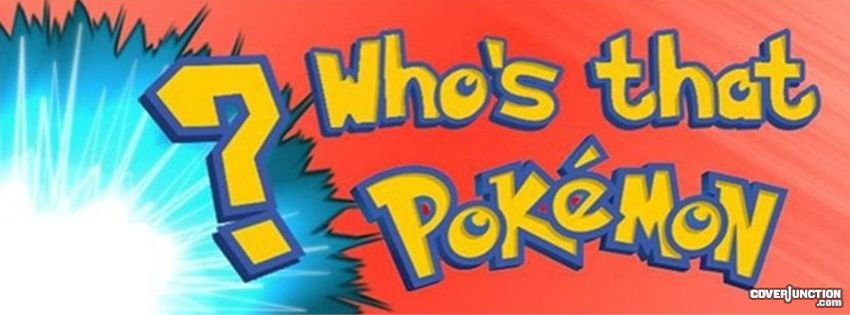 ? Who's that
Pokémon
COVERJUNCTION
.com